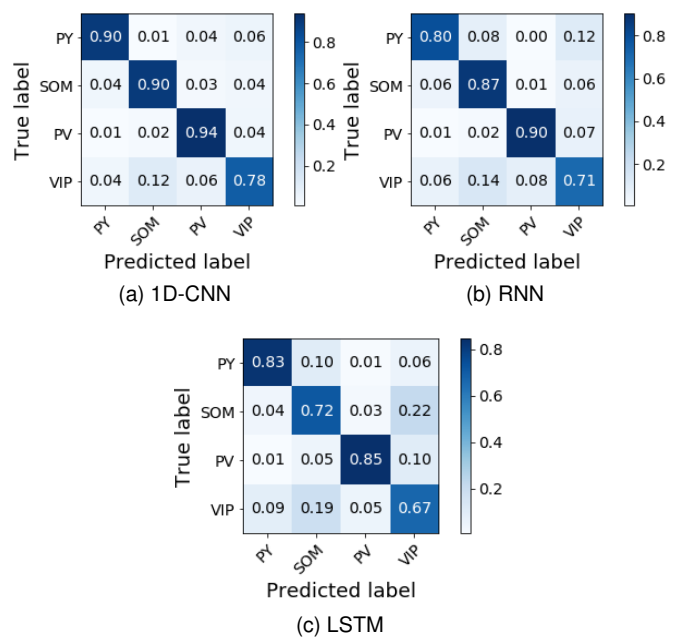 True label
PY 0.90 0.01 0.04 0.06
SOM 0.04 0.90 0.03 0.04
PV 0.01 0.02 0.94 0.04
VIP 0.04 0.12 0.06 0.78
PY SOM PV VIP
Predicted label
0.8
0.6
0.4
0.2
(a) 1D-CNN
True label
PY 0.80 0.08 0.00 0.12
SOM 0.06 0.87 0.01 0.06
PV 0.01 0.02 0.90 0.07
VIP 0.06 0.14 0.08 0.71
PY SOM PV VIP
Predicted label
0.8
0.6
0.4
0.2
(b) RNN
True label
PY 0.83 0.10 0.01 0.06
SOM 0.04 0.72 0.03 0.22
PV 0.01 0.05 0.85 0.10
VIP 0.09 0.19 0.05 0.67
PY SOM PV VIP
Predicted label
0.8
0.6
0.4
0.2
(c) LSTM